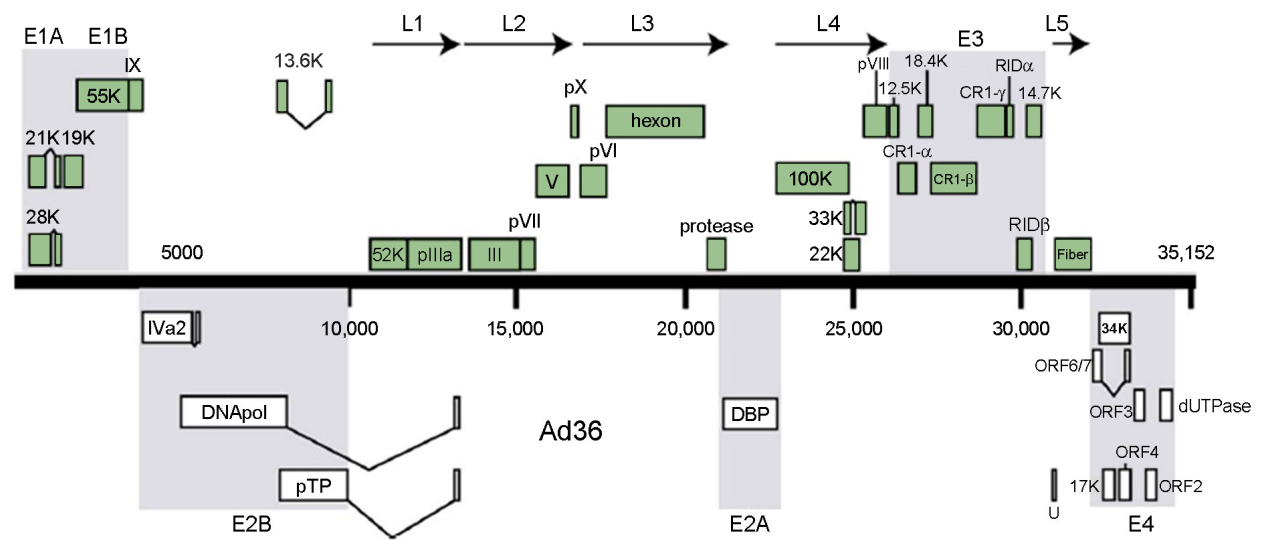 L1 L2 L3 L4 L5
E1A E1B E3
IX 13.6K pVIII 18.4K RIDα
55K pX 12.5K CR1-γ 14.7K
hexon
21K 19K pVI CR1-α
V 100K CR1-β
28K pVII 33K
protease RIDβ
52K pIIIa III 22K Fiber
5000 35,152
10,000 15,000 20,000 25,000 30,000
IVa2 34K
ORF6/7
DNApol Ad36 DBP ORF3 dUTPase
ORF4
pTP 17K ORF2
U
E2B E2A E4